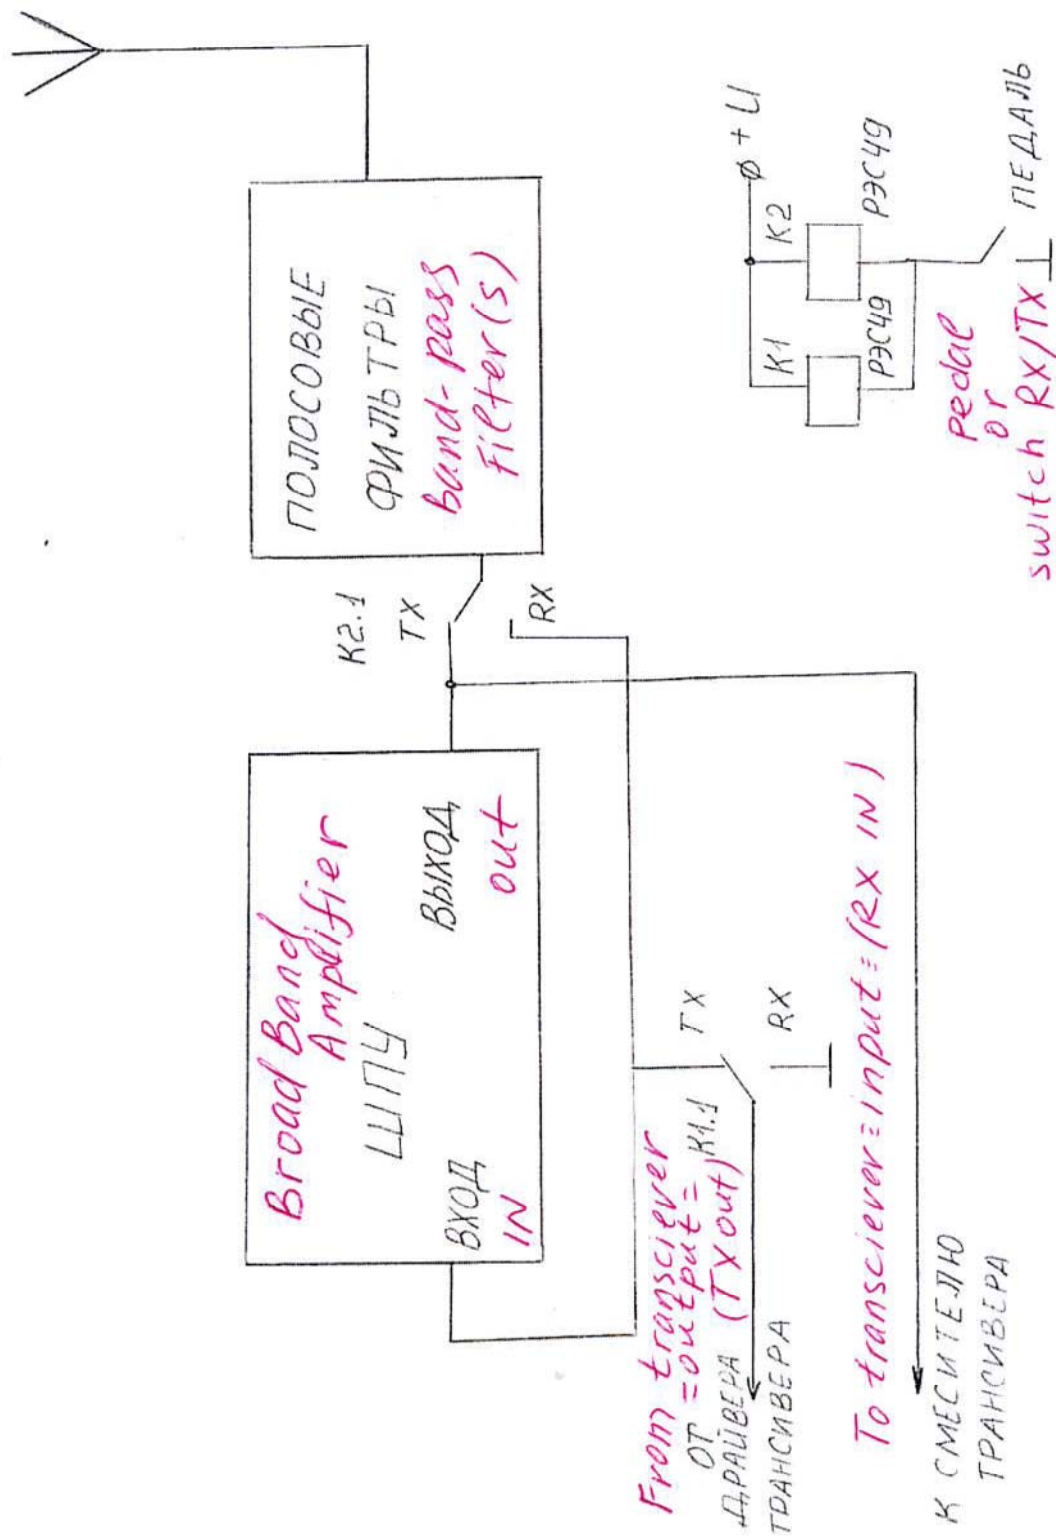 ПОЛОСОВЫЕ
ФИЛЬТРЫ
band-pass
Filter(s)
K2.1
TX
RX
Broad Band
Amplifier
ШПУ
ВХОД
IN
ВЫХОД
out
From transciever
=output=
(TX out)
ОТ
ДРАЙВЕРА
ТРАНСИВЕРА
K1.1
TX
RX
To transciever=input=(RX IN)
К СМЕСИТЕЛЮ
ТРАНСИВЕРА
+ U
K1
K2
РЭС49
РЭС49
ПЕДАЛЬ
pedal
or
switch RX/TX